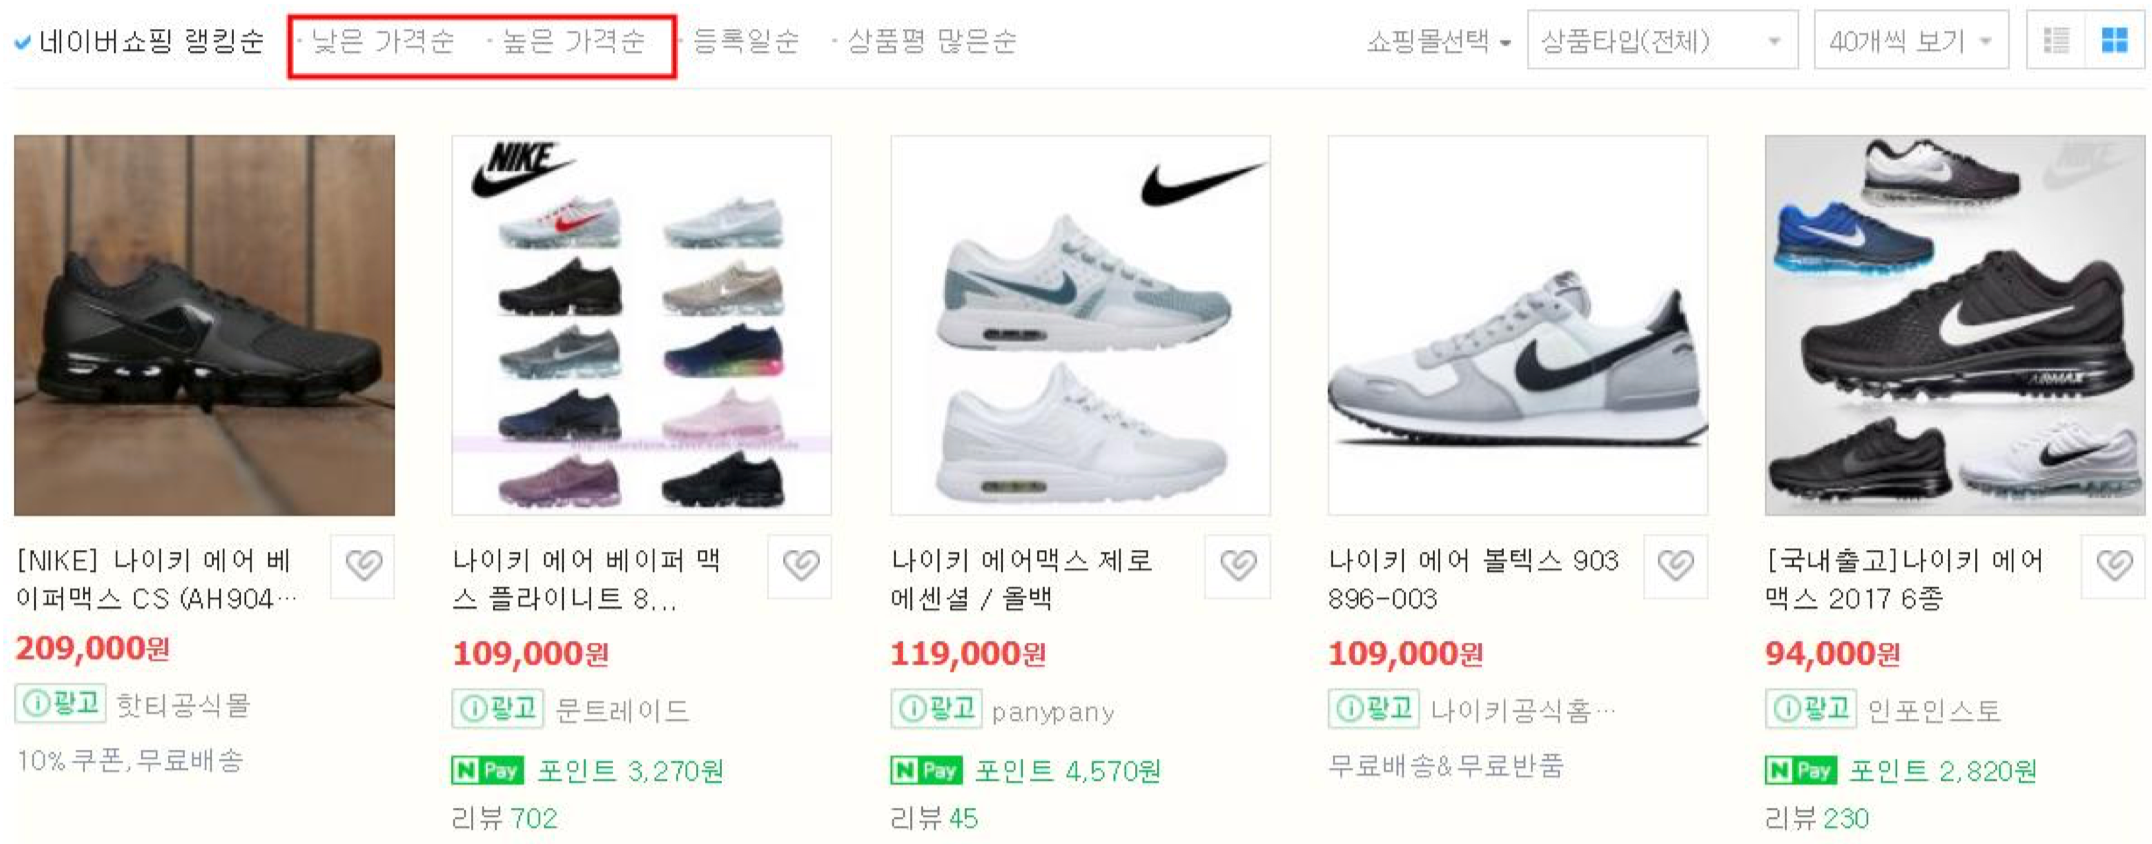 네이버쇼핑 랭킹순 · 낮은 가격순 · 높은 가격순 · 등록일순 · 상품평 많은순 쇼핑몰선택 상품타입(전체) 40개씩 보기
NIKE
NIKE
AIRMAX
[NIKE] 나이키 에어 베
이퍼맥스 CS (AH904…
209,000원
광고 핫티공식몰
10% 쿠폰,무료배송
나이키 에어 베이퍼 맥
스 플라이니트 8...
109,000원
광고 문트레이드
N Pay 포인트 3,270원
리뷰 702
나이키 에어맥스 제로
에센셜 / 올백
119,000원
광고 panypany
N Pay 포인트 4,570원
리뷰 45
나이키 에어 볼텍스 903
896-003
109,000원
광고 나이키공식홈…
무료배송&무료반품
[국내출고]나이키 에어
맥스 2017 6종
94,000원
광고 인포인스토
N Pay 포인트 2,820원
리뷰 230